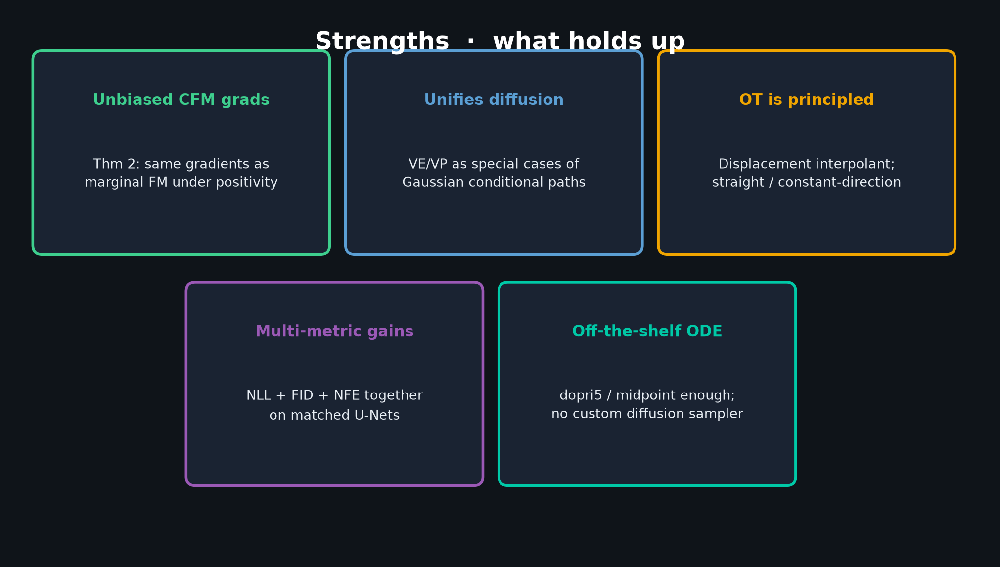 Strengths · what holds up
Unbiased CFM grads
Thm 2: same gradients as
marginal FM under positivity
Unifies diffusion
VE/VP as special cases of
Gaussian conditional paths
OT is principled
Displacement interpolant;
straight / constant-direction
Multi-metric gains
NLL + FID + NFE together
on matched U-Nets
Off-the-shelf ODE
dopri5 / midpoint enough;
no custom diffusion sampler